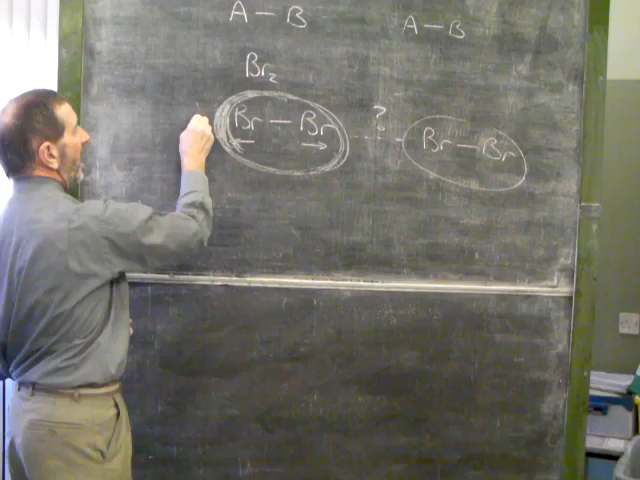 A — B A — B
Br₂
?
Br — Br Br — Br
← →